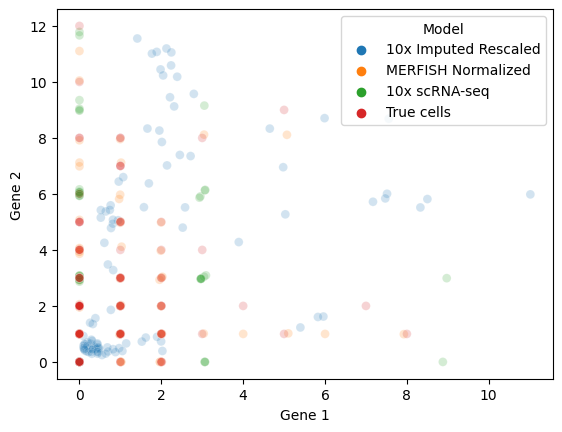 Model
10x Imputed Rescaled
MERFISH Normalized
10x scRNA-seq
True cells
12
10
8
6
4
2
0
Gene 2
0 2 4 6 8 10
Gene 1